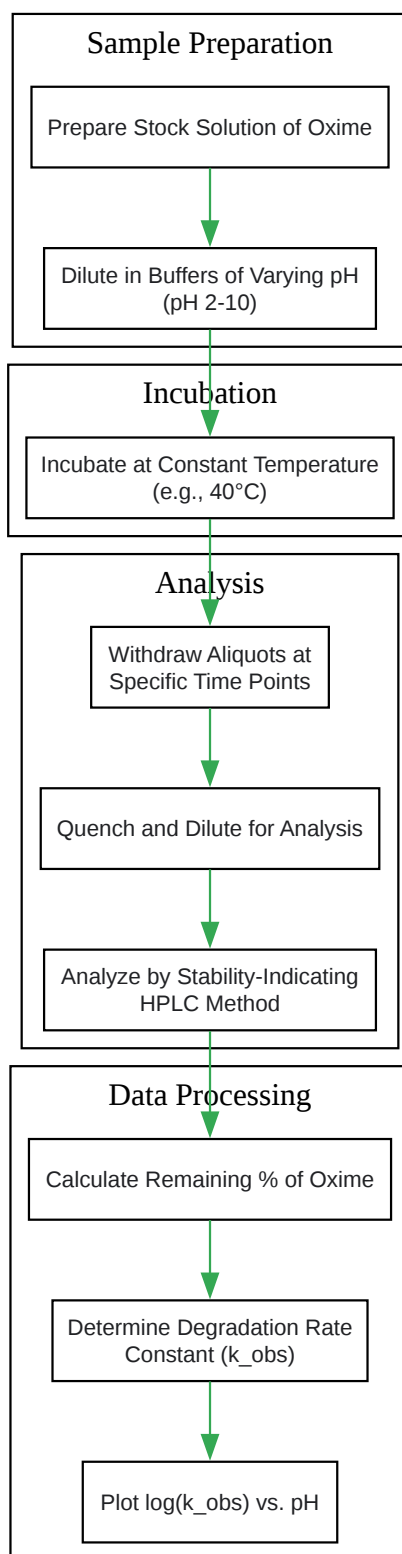 Sample Preparation
Prepare Stock Solution of Oxime
Dilute in Buffers of Varying pH
(pH 2-10)
Incubation
Incubate at Constant Temperature
(e.g., 40°C)
Analysis
Withdraw Aliquots at
Specific Time Points
Quench and Dilute for Analysis
Analyze by Stability-Indicating
HPLC Method
Data Processing
Calculate Remaining % of Oxime
Determine Degradation Rate
Constant (k_obs)
Plot log(k_obs) vs. pH